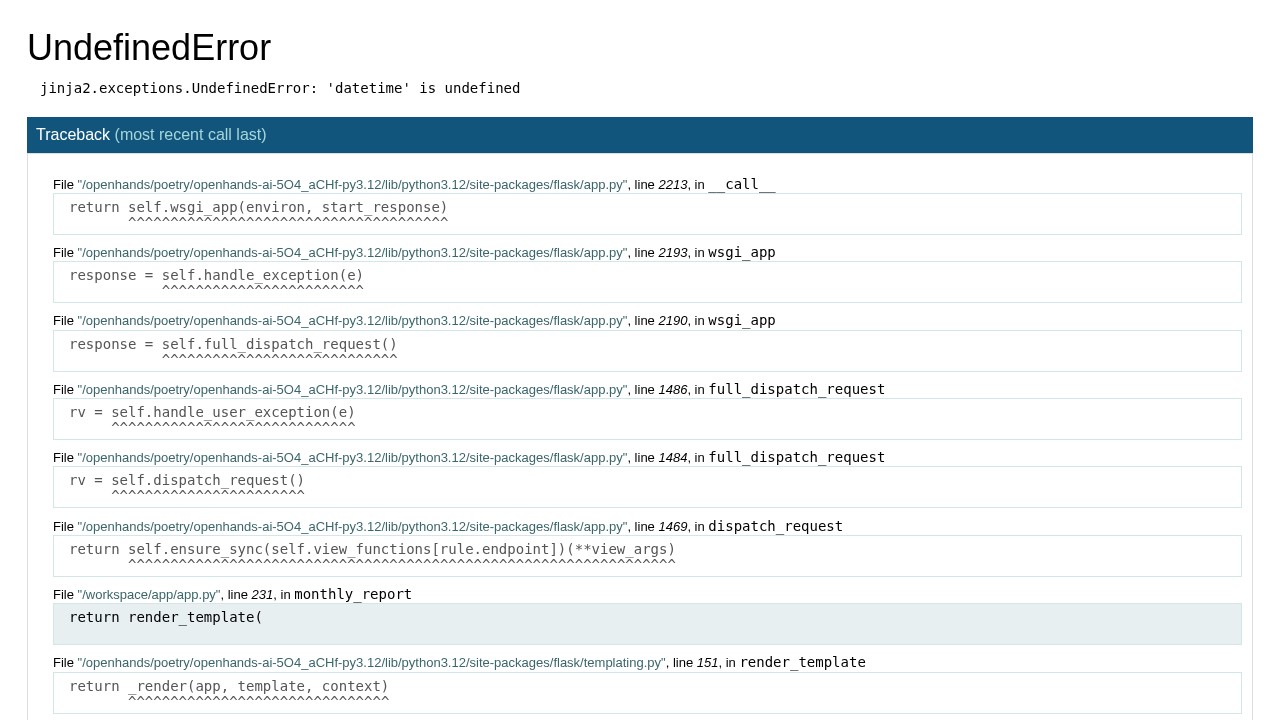 UndefinedError
jinja2.exceptions.UndefinedError: 'datetime' is undefined
Traceback (most recent call last)
File "/openhands/poetry/openhands-ai-5O4_aCHf-py3.12/lib/python3.12/site-packages/flask/app.py", line 2213, in __call__
return self.wsgi_app(environ, start_response)
^^^^^^^^^^^^^^^^^^^^^^^^^^^^^^^^^^^^^^
File "/openhands/poetry/openhands-ai-5O4_aCHf-py3.12/lib/python3.12/site-packages/flask/app.py", line 2193, in wsgi_app
response = self.handle_exception(e)
^^^^^^^^^^^^^^^^^^^^^^^^
File "/openhands/poetry/openhands-ai-5O4_aCHf-py3.12/lib/python3.12/site-packages/flask/app.py", line 2190, in wsgi_app
response = self.full_dispatch_request()
^^^^^^^^^^^^^^^^^^^^^^^^^^^^
File "/openhands/poetry/openhands-ai-5O4_aCHf-py3.12/lib/python3.12/site-packages/flask/app.py", line 1486, in full_dispatch_request
rv = self.handle_user_exception(e)
^^^^^^^^^^^^^^^^^^^^^^^^^^^^^
File "/openhands/poetry/openhands-ai-5O4_aCHf-py3.12/lib/python3.12/site-packages/flask/app.py", line 1484, in full_dispatch_request
rv = self.dispatch_request()
^^^^^^^^^^^^^^^^^^^^^^^
File "/openhands/poetry/openhands-ai-5O4_aCHf-py3.12/lib/python3.12/site-packages/flask/app.py", line 1469, in dispatch_request
return self.ensure_sync(self.view_functions[rule.endpoint])(**view_args)
^^^^^^^^^^^^^^^^^^^^^^^^^^^^^^^^^^^^^^^^^^^^^^^^^^^^^^^^^^^^^^^^^
File "/workspace/app/app.py", line 231, in monthly_report
return render_template(
File "/openhands/poetry/openhands-ai-5O4_aCHf-py3.12/lib/python3.12/site-packages/flask/templating.py", line 151, in render_template
return _render(app, template, context)
^^^^^^^^^^^^^^^^^^^^^^^^^^^^^^^